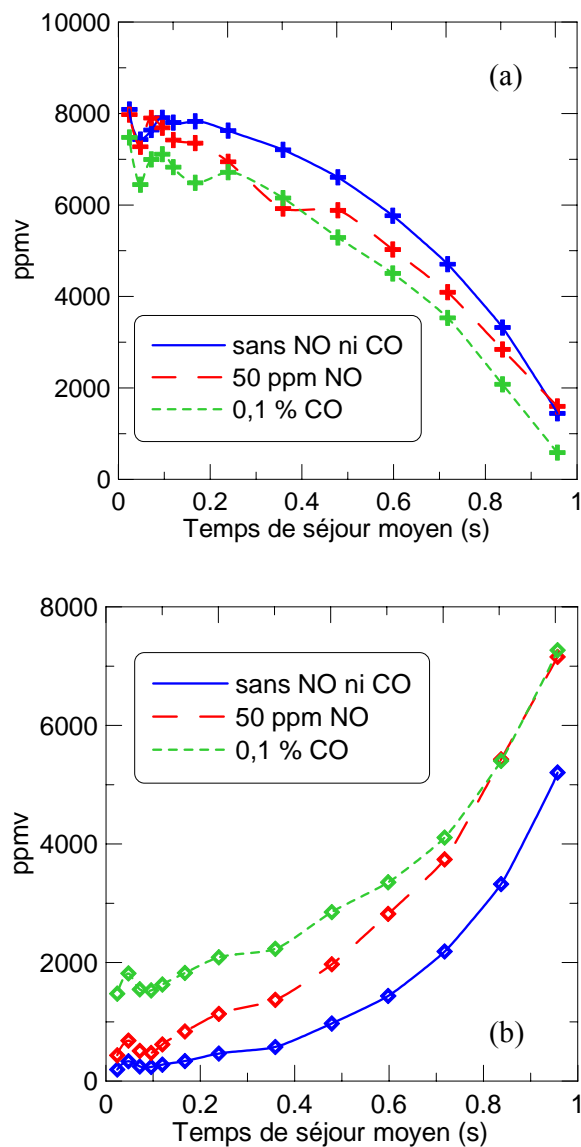 10000
(a)
8000
6000
ppmv
4000
sans NO ni CO
50 ppm NO
2000
0,1 % CO
0
0 0.2 0.4 0.6 0.8 1
Temps de séjour moyen (s)
8000
sans NO ni CO
50 ppm NO
6000
0,1 % CO
ppmv
4000
2000
(b)
0
0 0.2 0.4 0.6 0.8 1
Temps de séjour moyen (s)